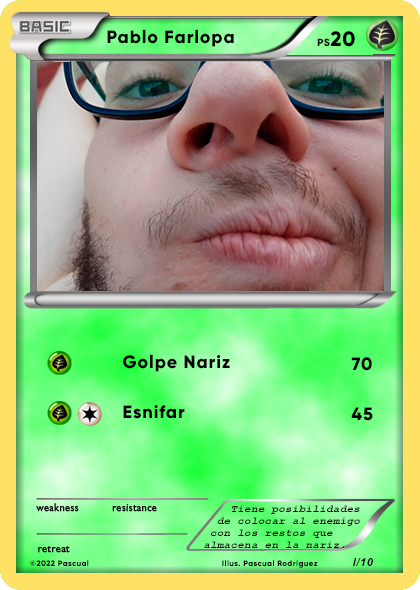 BASIC
Pablo Farlopa
PS20
Golpe Nariz 70
Esnifar 45
weakness resistance
retreat
Tiene posibilidades
de colocar al enemigo
con los restos que
almacena en la nariz.
©2022 Pascual Illus. Pascual Rodriguez 1/10